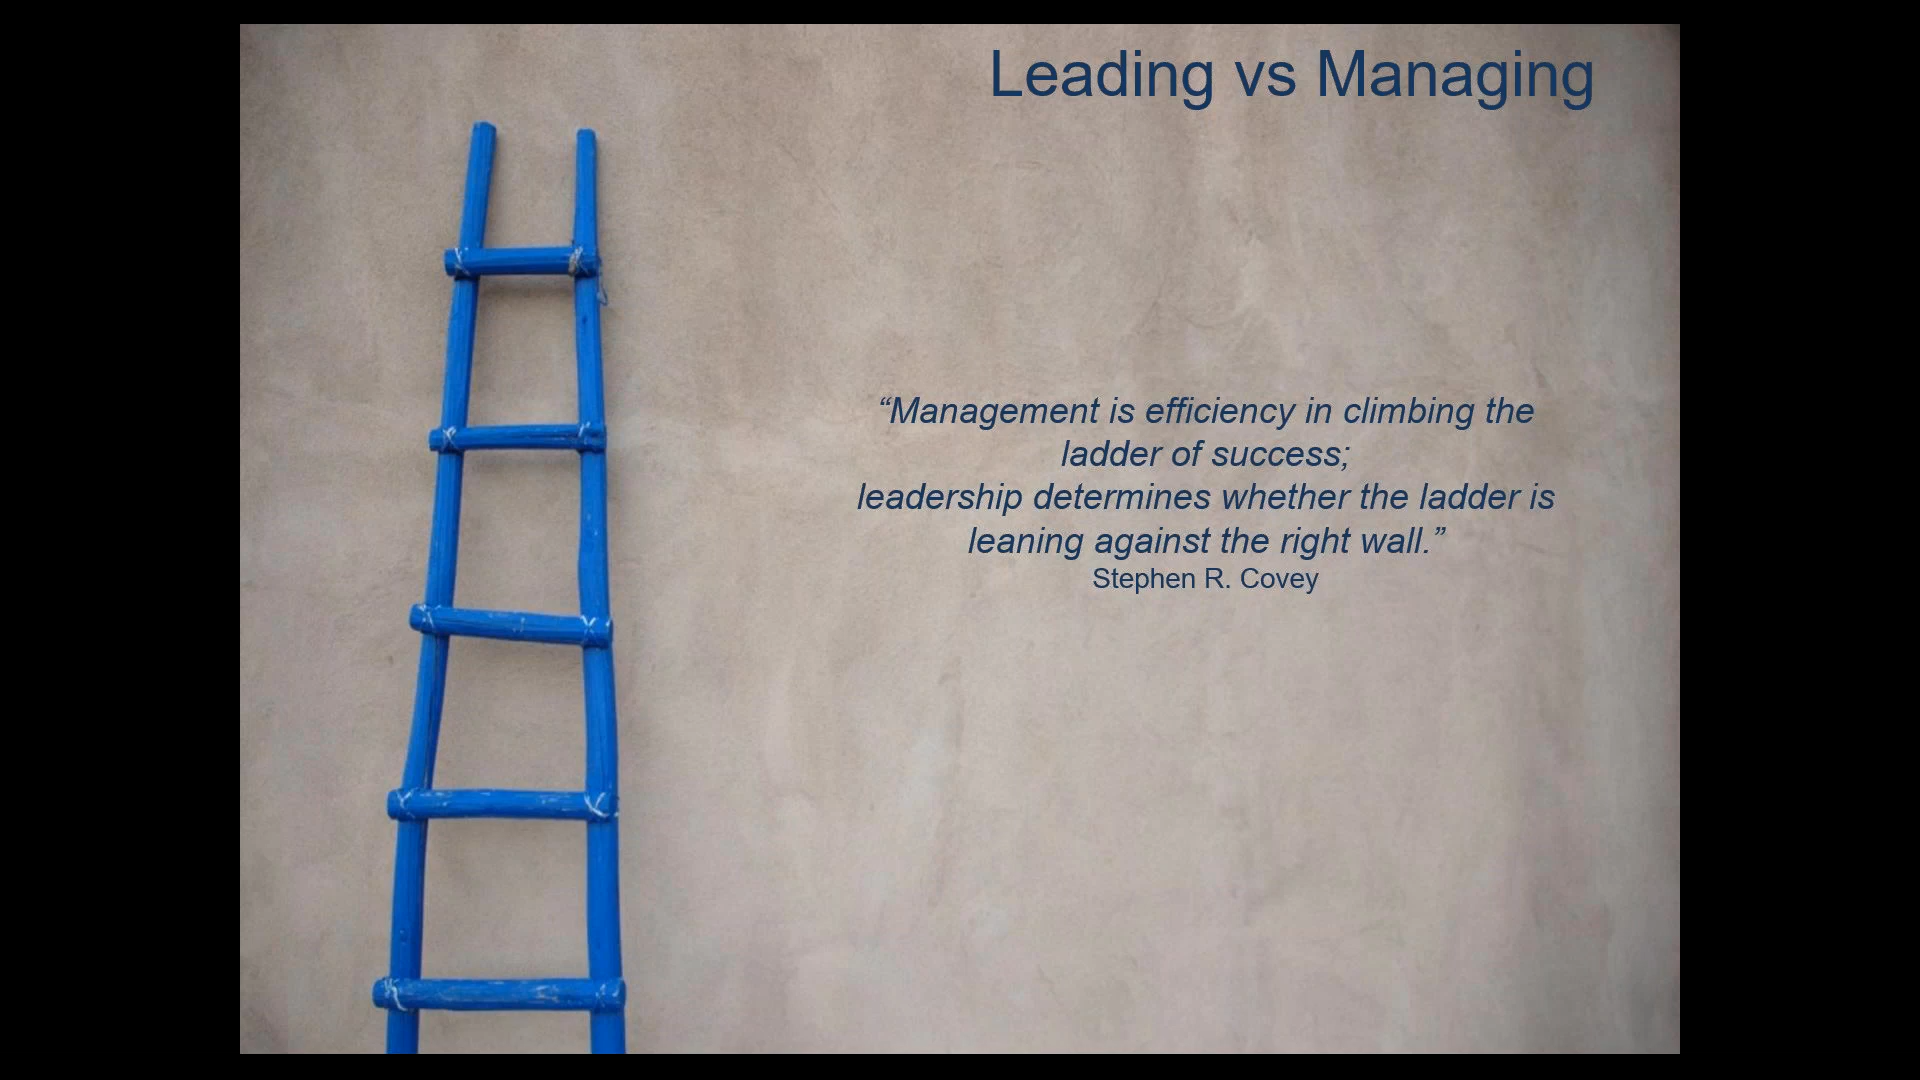 Leading vs Managing
“Management is efficiency in climbing the
ladder of success;
leadership determines whether the ladder is
leaning against the right wall.”
Stephen R. Covey